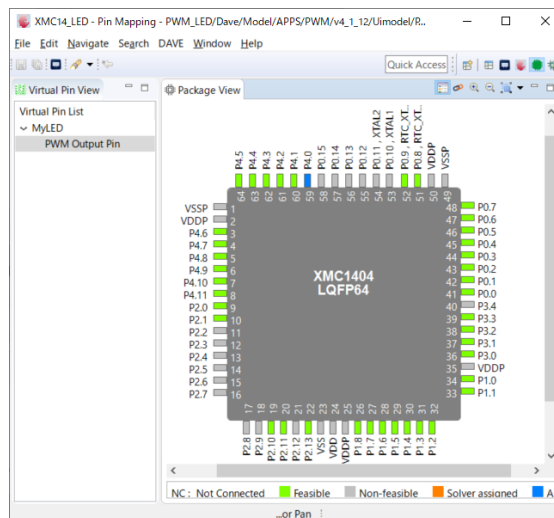 XMC14_LED - Pin Mapping - PWM_LED/Dave/Model/APPS/PWM/v4_1_12/Uimodel/R..
File Edit Navigate Search DAVE Window Help
Quick Access
Virtual Pin View
Package View
Virtual Pin List
MyLED
PWM Output Pin
P4.5 P4.4 P4.3 P4.2 P4.1 P4.0 P0.15 P0.14 P0.13 P0.12 P0.11 , XTAL2 P0.10 , XTAL1 P0.9 , RTC_XT.. P0.8 , RTC_XT.. VDDP VSSP
64 63 62 61 60 59 58 57 56 55 54 53 52 51 50 49
VSSP 1 48 P0.7
VDDP 2 47 P0.6
P4.6 3 46 P0.5
P4.7 4 45 P0.4
P4.8 5 44 P0.3
P4.9 6 43 P0.2
P4.10 7 42 P0.1
P4.11 8 41 P0.0
P2.0 9 40 P3.4
P2.1 10 39 P3.3
P2.2 11 38 P3.2
P2.3 12 37 P3.1
P2.4 13 36 P3.0
P2.5 14 35 VDDP
P2.6 15 34 P1.0
P2.7 16 33 P1.1
XMC1404
LQFP64
17 18 19 20 21 22 23 24 25 26 27 28 29 30 31 32
P2.8 P2.9 P2.10 P2.11 P2.12 P2.13 VSS VDD VDDP P1.8 P1.7 P1.6 P1.5 P1.4 P1.3 P1.2
NC : Not Connected Feasible Non-feasible Solver assigned A
...or Pan